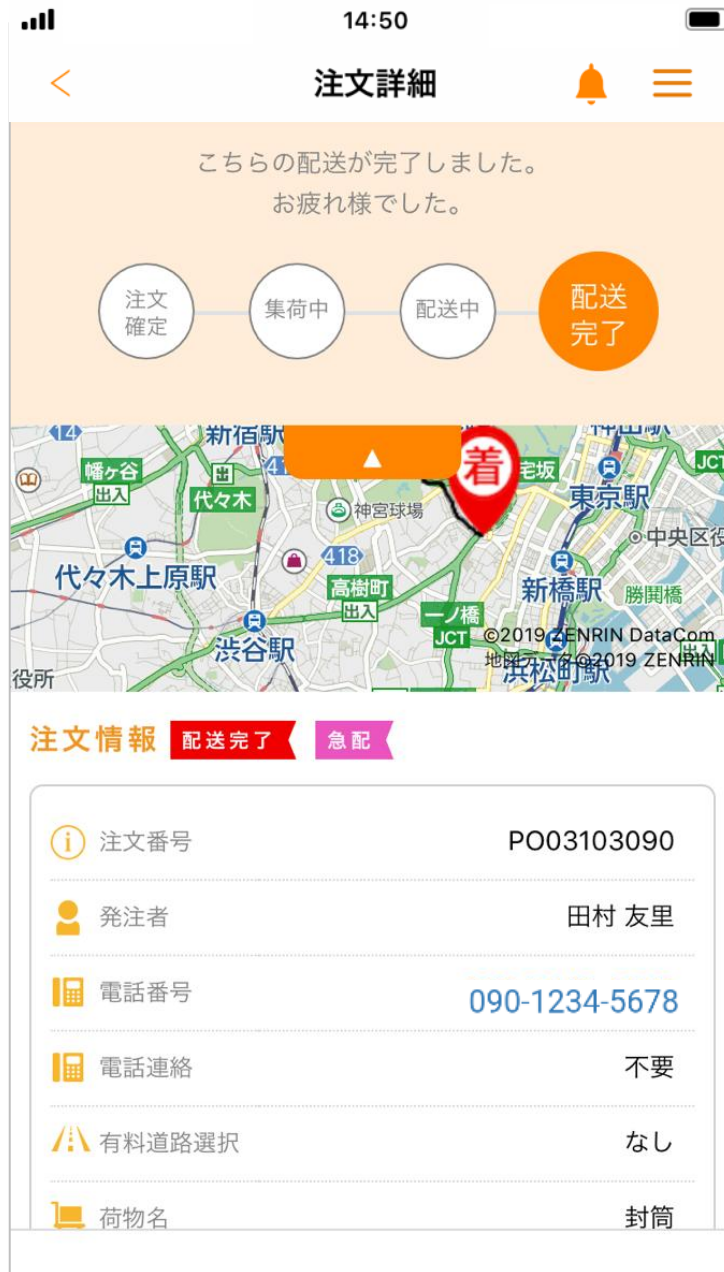 14:50
注文詳細
こちらの配送が完了しました。
お疲れ様でした。
注文
確定
集荷中
配送中
配送
完了
14
新宿駅
幡ヶ谷
出入
出
代々木
神宮球場
着
宅坂
東京駅
JCT
中央区役
代々木上原駅
418
高樹町
出入
新橋駅
勝鬨橋
一ノ橋
JCT
渋谷駅
©2019 ZENRIN DataCom
地図データ©2019 ZENRIN
浜松町駅
出入
役所
注文情報 配送完了 急配
注文番号 PO03103090
発注者 田村 友里
電話番号 090-1234-5678
電話連絡 不要
有料道路選択 なし
荷物名 封筒